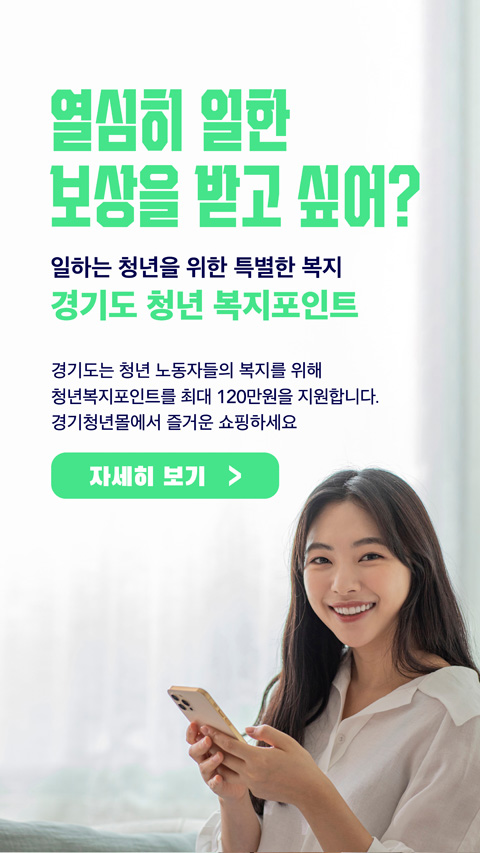 열심히 일한
보상을 받고 싶어?
일하는 청년을 위한 특별한 복지
경기도 청년 복지포인트
경기도는 청년 노동자들의 복지를 위해
청년복지포인트를 최대 120만원을 지원합니다.
경기청년몰에서 즐거운 쇼핑하세요
자세히 보기 >